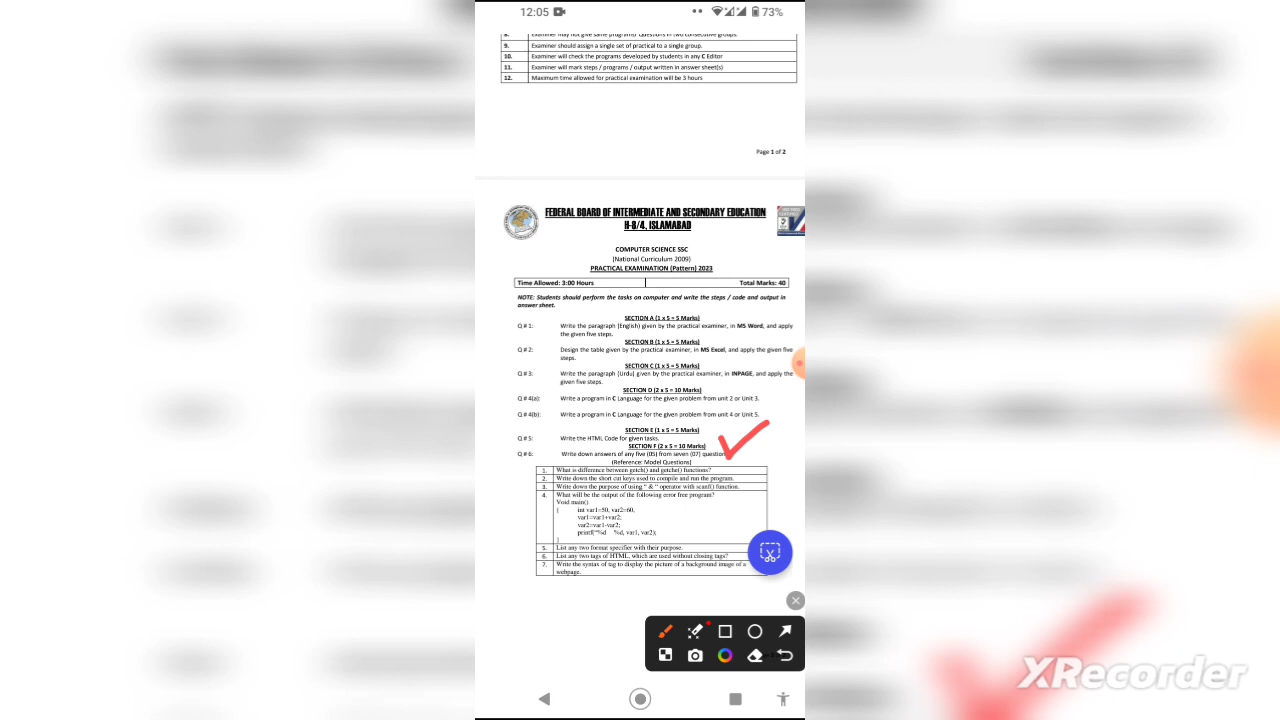 12:05 73%
8. Examiner may not give same programs / Questions in two consecutive groups.
9. Examiner should assign a single set of practical to a single group.
10. Examiner will check the programs developed by students in any C Editor
11. Examiner will mark steps / programs / output written in answer sheet(s)
12. Maximum time allowed for practical examination will be 3 hours
Page 1 of 2
FEDERAL BOARD OF INTERMEDIATE AND SECONDARY EDUCATION
H-8/4, ISLAMABAD
COMPUTER SCIENCE SSC
(National Curriculum 2009)
PRACTICAL EXAMINATION (Pattern) 2023
Time Allowed: 3:00 Hours Total Marks: 40
NOTE: Students should perform the tasks on computer and write the steps / code and output in
answer sheet.
SECTION A (1 x 5 = 5 Marks)
Q # 1: Write the paragraph (English) given by the practical examiner, in MS Word, and apply
the given five steps.
SECTION B (1 x 5 = 5 Marks)
Q # 2: Design the table given by the practical examiner, in MS Excel, and apply the given five
steps.
SECTION C (1 x 5 = 5 Marks)
Q # 3: Write the paragraph (Urdu) given by the practical examiner, in INPAGE, and apply the
given five steps.
SECTION D (2 x 5 = 10 Marks)
Q # 4(a): Write a program in C Language for the given problem from unit 2 or Unit 3.
Q # 4(b): Write a program in C Language for the given problem from unit 4 or Unit 5.
SECTION E (1 x 5 = 5 Marks)
Q # 5: Write the HTML Code for given tasks.
SECTION F (2 x 5 = 10 Marks)
Q # 6: Write down answers of any five (05) from seven (07) question
(Reference: Model Questions)
1. What is difference between getch() and getche() functions?
2. Write down the short cut keys used to compile and run the program.
3. Write down the purpose of using " & " operator with scanf() function.
4. What will be the output of the following error free program?
Void main()
{ int var1=50, var2=60,
var1=var1+var2;
var2=var1-var2;
printf("%d %d, var1, var2);
}
5. List any two format specifier with their purpose.
6. List any two tags of HTML, which are used without closing tags?
7. Write the syntax of tag to display the picture of a background image of a
webpage.
XRecorder